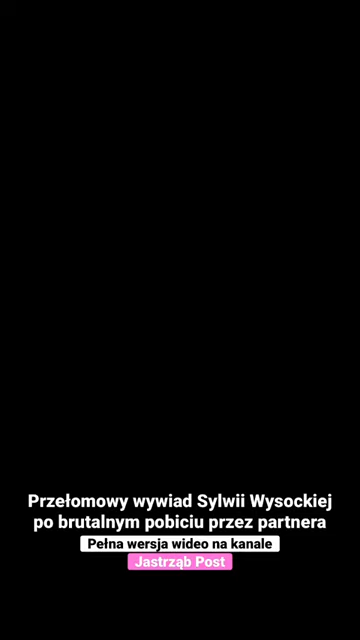 Przełomowy wywiad Sylwii Wysockiej
po brutalnym pobiciu przez partnera
Pełna wersja wideo na kanale
Jastrząb Post